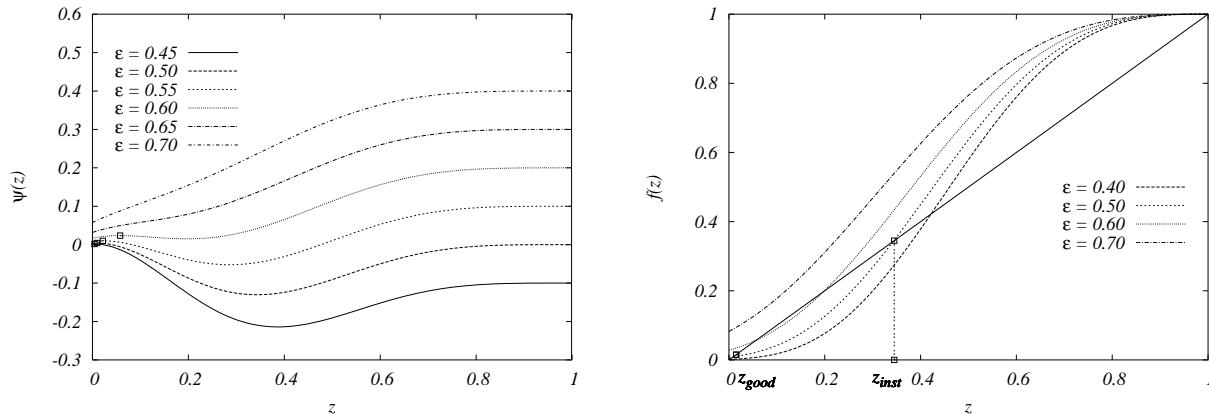 0.6
0.5
0.4
0.3
0.2
0.1
0
-0.1
-0.2
-0.3
ψ(z)
ε = 0.45
ε = 0.50
ε = 0.55
ε = 0.60
ε = 0.65
ε = 0.70
0 0.2 0.4 0.6 0.8 1
z
1
0.8
0.6
0.4
0.2
0
f(z)
ε = 0.40
ε = 0.50
ε = 0.60
ε = 0.70
0 z_good 0.2 z_inst 0.4 0.6 0.8 1
z